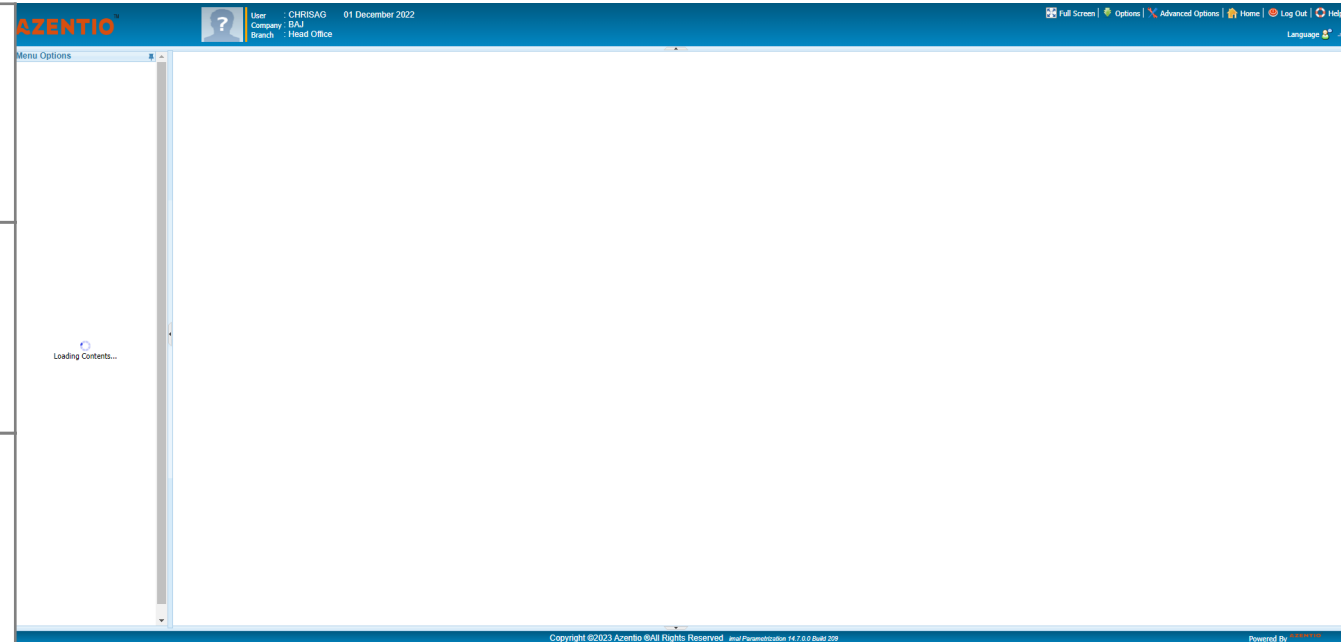 AZENTIO
User : CHRISAG 01 December 2022
Company : BAJ
Branch : Head Office
Full Screen | Options | Advanced Options | Home | Log Out | Help
Language
Menu Options
Loading Contents...
Copyright ©2023 Azentio ®All Rights Reserved imal Parametrization 14.7.0.0 Build 209
Powered By AZENTIO